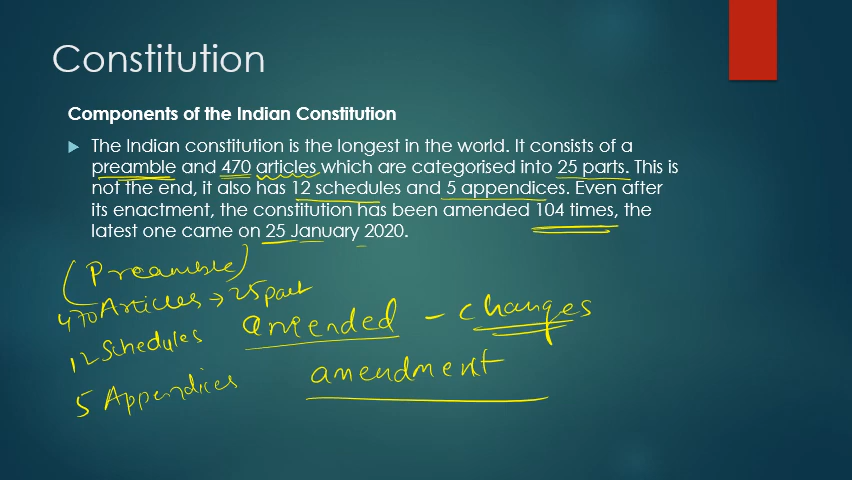 Constitution
Components of the Indian Constitution
The Indian constitution is the longest in the world. It consists of a
preamble and 470 articles which are categorised into 25 parts. This is
not the end, it also has 12 schedules and 5 appendices. Even after
its enactment, the constitution has been amended 104 times, the
latest one came on 25 January 2020.
(Preamble)
470 Articles → 25 part
12 Schedules
5 Appendices
amended - changes
amendment